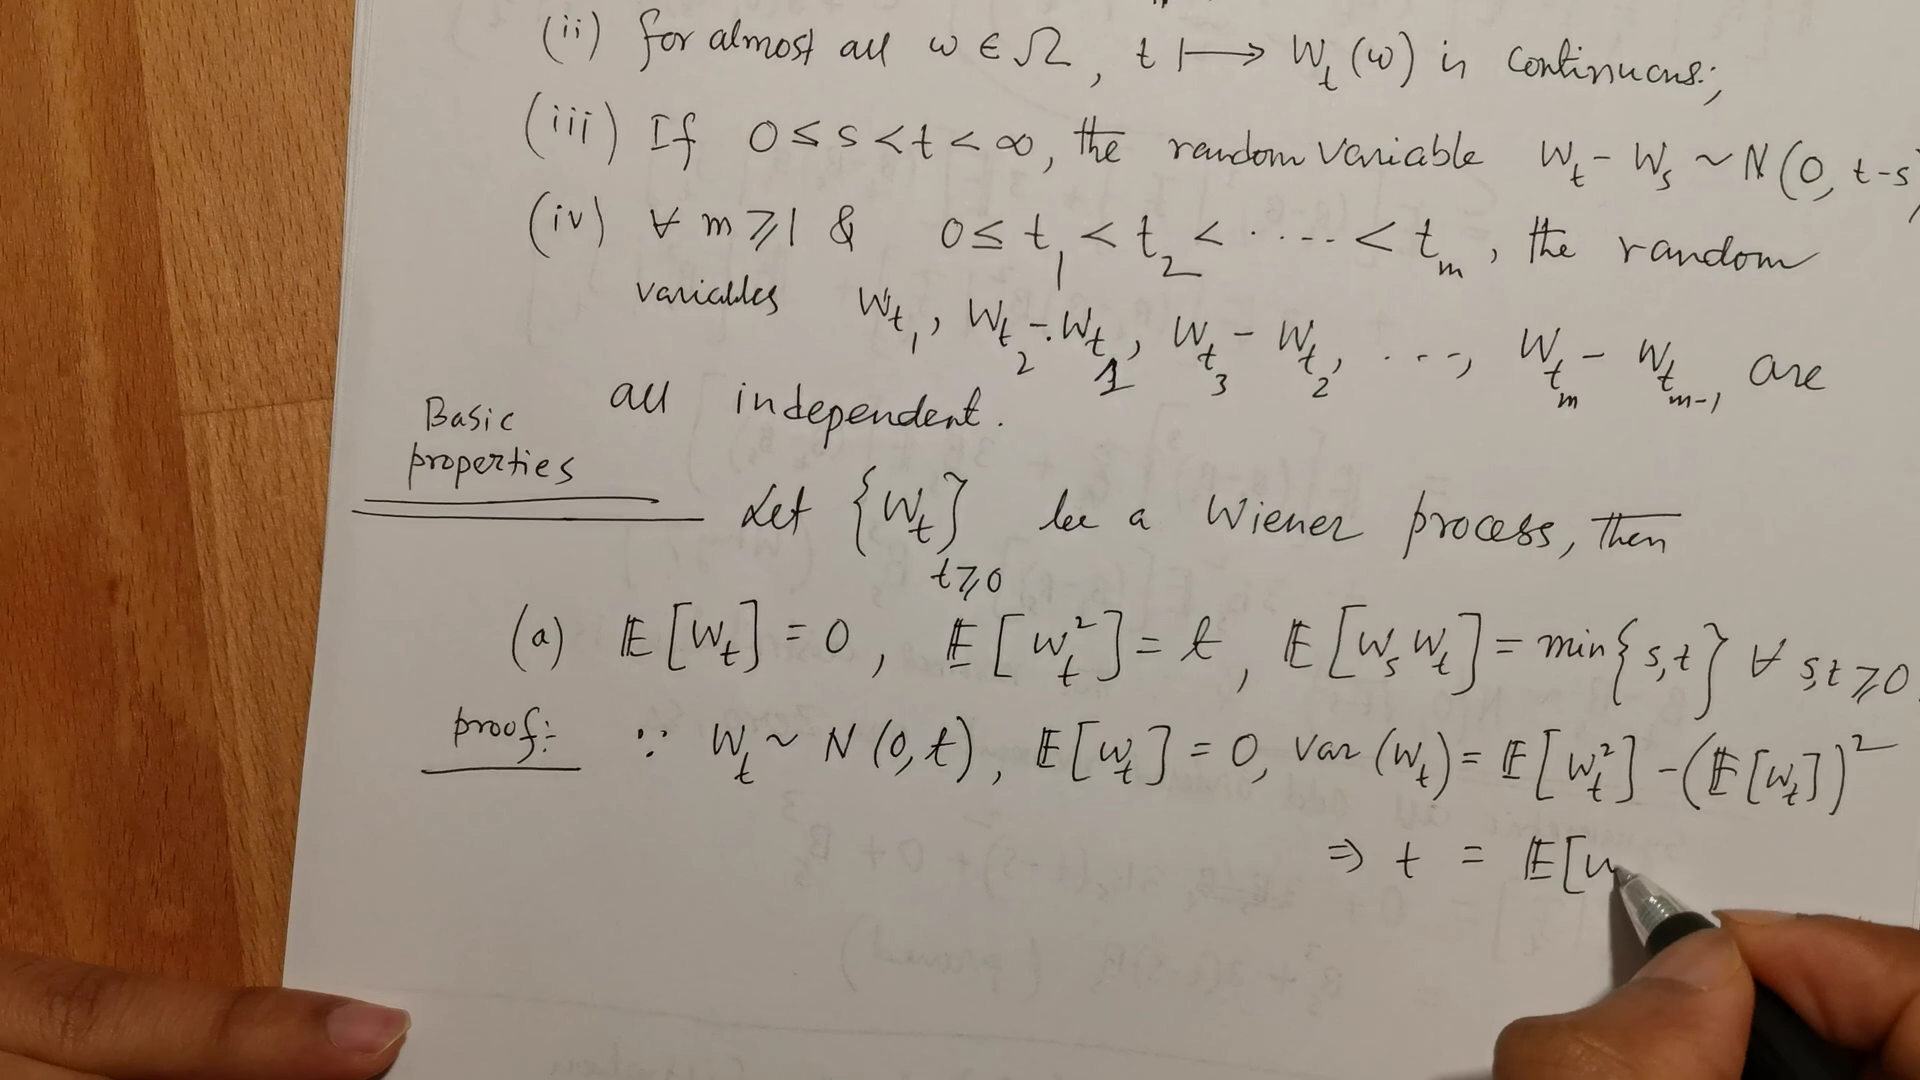 (ii) for almost all ω ∈ Ω, t ⟼ W_t(ω) is continuous;
(iii) If 0 ≤ s < t < ∞, the random variable W_t - W_s ~ N(0, t-s)
(iv) ∀ m ⩾ 1 & 0 ≤ t_1 < t_2 < ..... < t_m, the random
variables W_{t_1}, W_{t_2} - W_{t_1}, W_{t_3} - W_{t_2}, ...., W_{t_m} - W_{t_{m-1}}, are
all independent.
Basic
properties
Let {W_t}_{t⩾0} be a Wiener process, then
(a) 𝔼[W_t] = 0, 𝔼[W_t^2] = t, 𝔼[W_s W_t] = min{s,t} ∀ s,t ⩾ 0
proof:- ∵ W_t ~ N(0,t), 𝔼[W_t] = 0, Var(W_t) = 𝔼[W_t^2] - (𝔼[W_t])^2
⇒ t = 𝔼[W